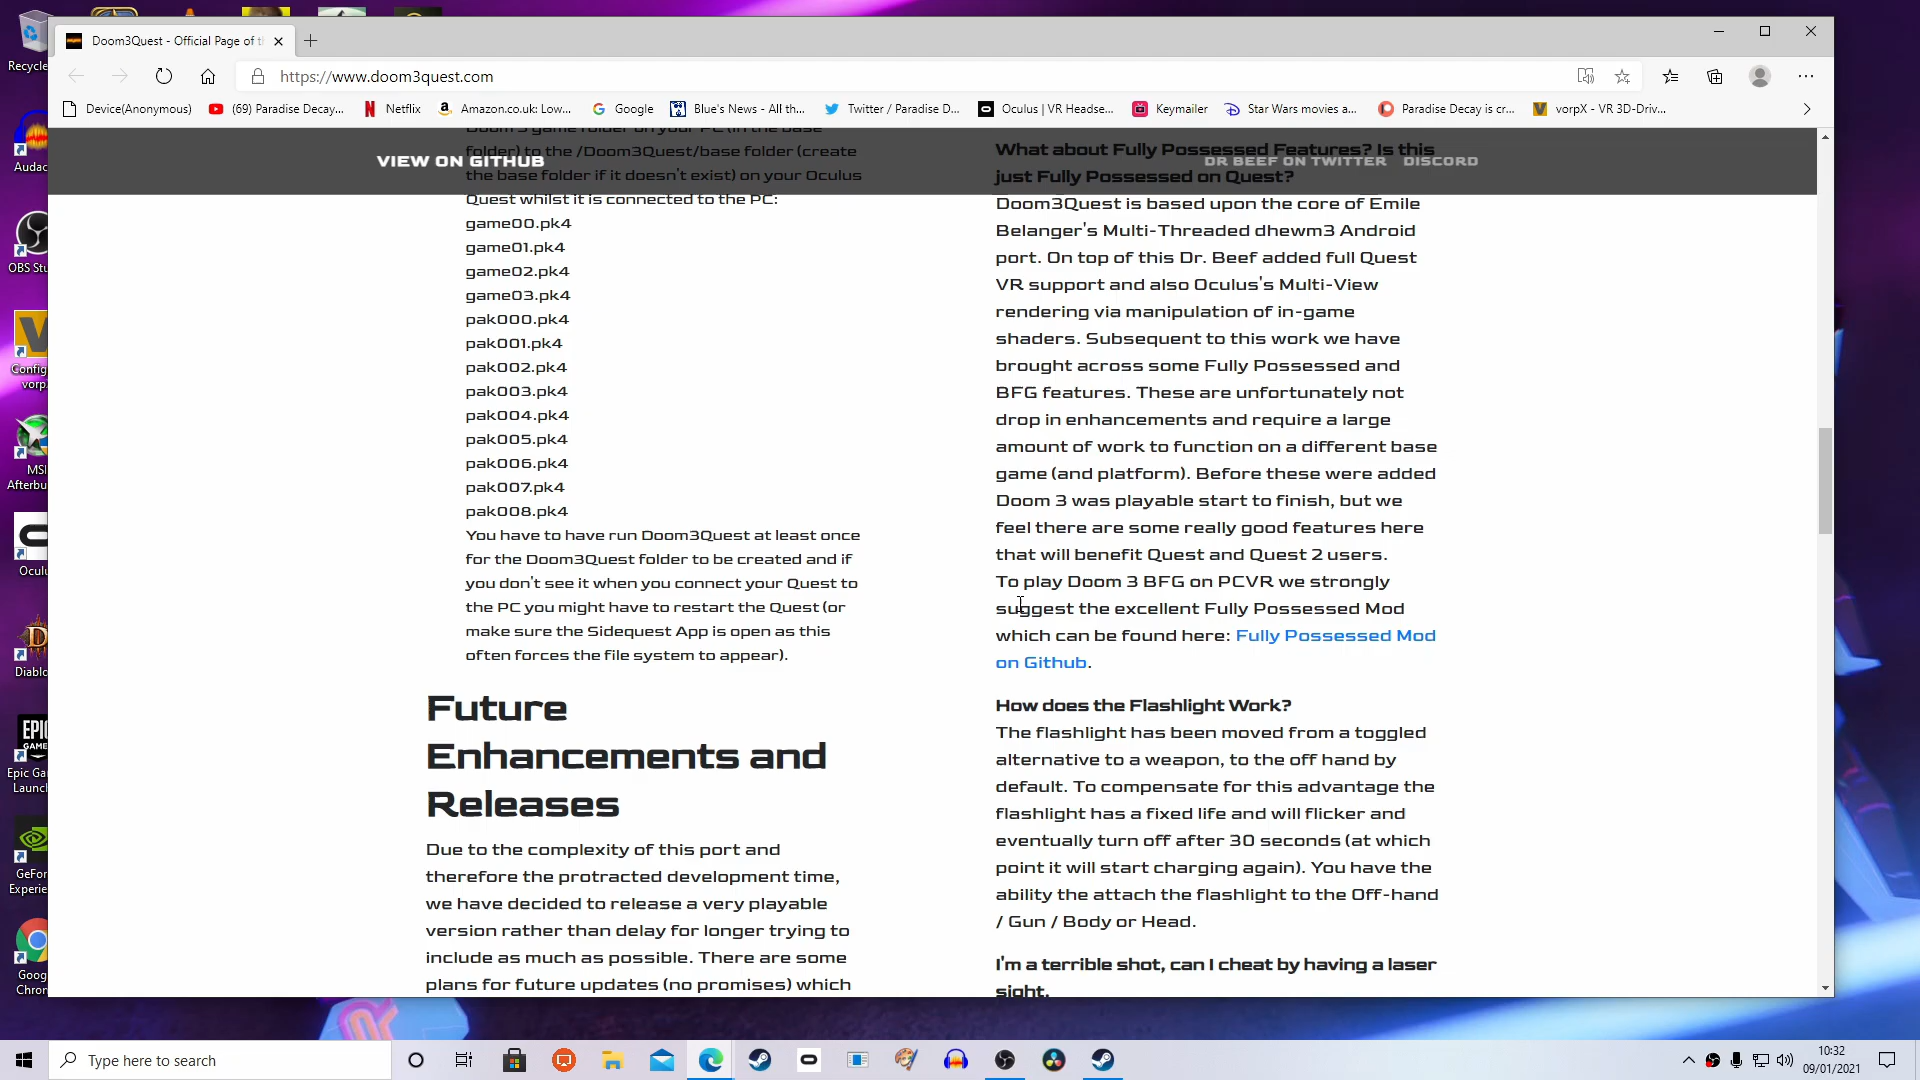 Recycle
Audac
OBS Stu
Config
vorp.
MSI
Afterbu
Oculu
Diablo
Epic Ga
Launch
GeFor
Experie
Goog
Chron
Doom3Quest - Official Page of t
https://www.doom3quest.com
Device(Anonymous)
(69) Paradise Decay...
Netflix
Amazon.co.uk: Low...
Google
Blue's News - All th...
Twitter / Paradise D...
Oculus | VR Headse...
Keymailer
Star Wars movies a...
Paradise Decay is cr...
vorpX - VR 3D-Driv...
VIEW ON GITHUB
DR BEEF ON TWITTER
DISCORD
Doom 3 game folder on your PC (in the base
folder) to the /Doom3Quest/base folder (create
the base folder if it doesn't exist) on your Oculus
Quest whilst it is connected to the PC:
game00.pk4
game01.pk4
game02.pk4
game03.pk4
pak000.pk4
pak001.pk4
pak002.pk4
pak003.pk4
pak004.pk4
pak005.pk4
pak006.pk4
pak007.pk4
pak008.pk4
You have to have run Doom3Quest at least once
for the Doom3Quest folder to be created and if
you don't see it when you connect your Quest to
the PC you might have to restart the Quest (or
make sure the Sidequest App is open as this
often forces the file system to appear).
Future
Enhancements and
Releases
Due to the complexity of this port and
therefore the protracted development time,
we have decided to release a very playable
version rather than delay for longer trying to
include as much as possible. There are some
plans for future updates (no promises) which
What about Fully Possessed Features? Is this
just Fully Possessed on Quest?
Doom3Quest is based upon the core of Emile
Belanger's Multi-Threaded dhewm3 Android
port. On top of this Dr. Beef added full Quest
VR support and also Oculus's Multi-View
rendering via manipulation of in-game
shaders. Subsequent to this work we have
brought across some Fully Possessed and
BFG features. These are unfortunately not
drop in enhancements and require a large
amount of work to function on a different base
game (and platform). Before these were added
Doom 3 was playable start to finish, but we
feel there are some really good features here
that will benefit Quest and Quest 2 users.
To play Doom 3 BFG on PCVR we strongly
suggest the excellent Fully Possessed Mod
which can be found here: Fully Possessed Mod
on Github.
How does the Flashlight Work?
The flashlight has been moved from a toggled
alternative to a weapon, to the off hand by
default. To compensate for this advantage the
flashlight has a fixed life and will flicker and
eventually turn off after 30 seconds (at which
point it will start charging again). You have the
ability the attach the flashlight to the Off-hand
/ Gun / Body or Head.
I'm a terrible shot, can I cheat by having a laser
sight.
Type here to search
10:32
09/01/2021